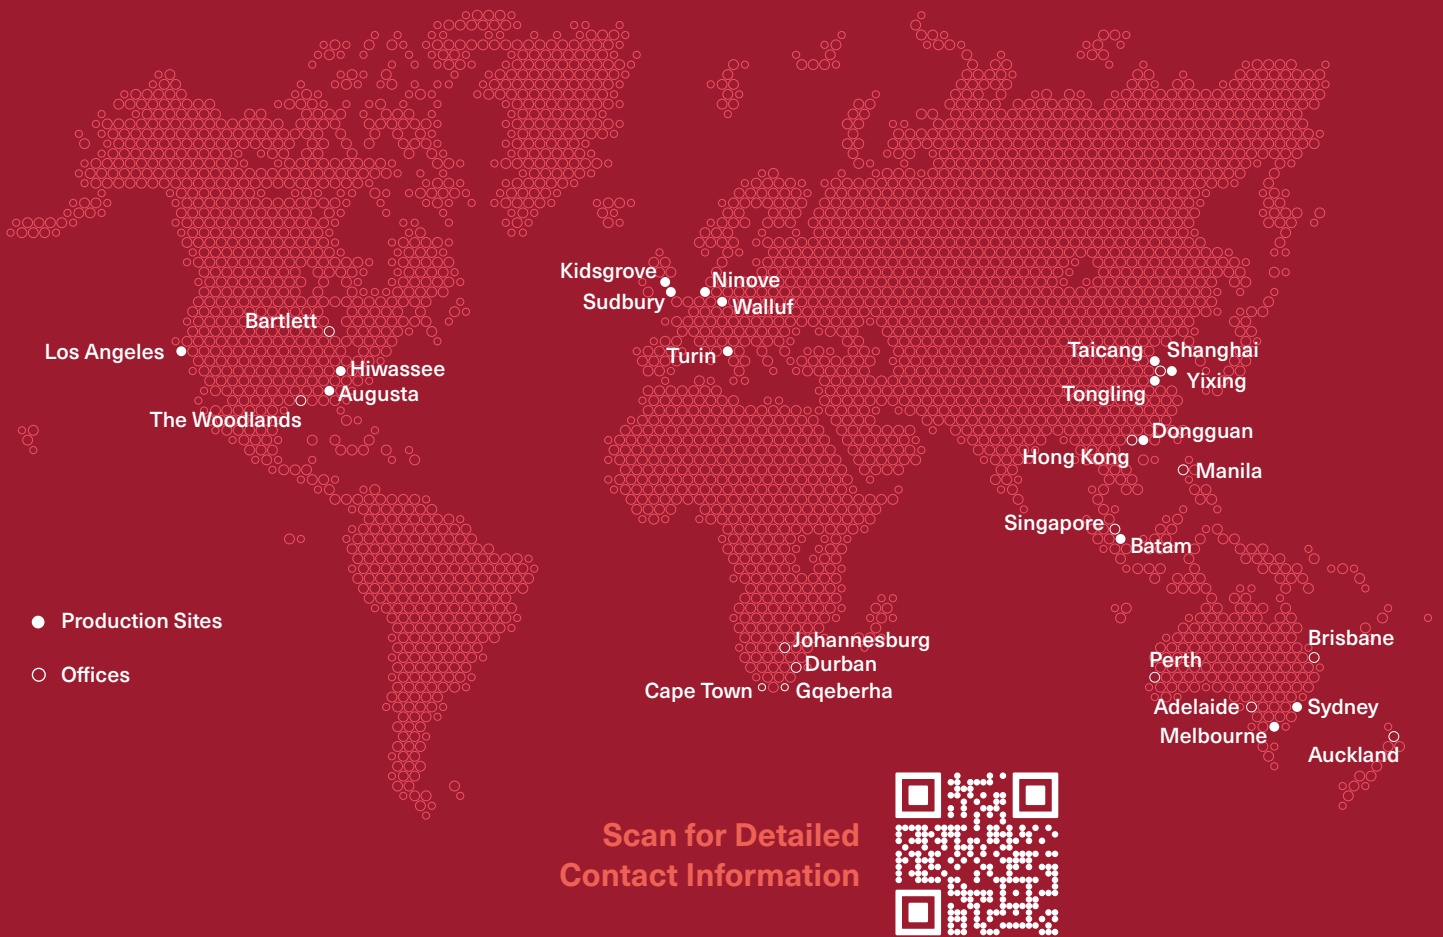 Kidsgrove
Sudbury
Ninove
Walluf
Bartlett
Los Angeles
Hiwassee
Augusta
The Woodlands
Turin
Taicang
Shanghai
Yixing
Tongling
Dongguan
Hong Kong
Manila
Singapore
Batam
Production Sites
Offices
Johannesburg
Durban
Cape Town
Gqeberha
Brisbane
Perth
Adelaide
Sydney
Melbourne
Auckland
Scan for Detailed
Contact Information